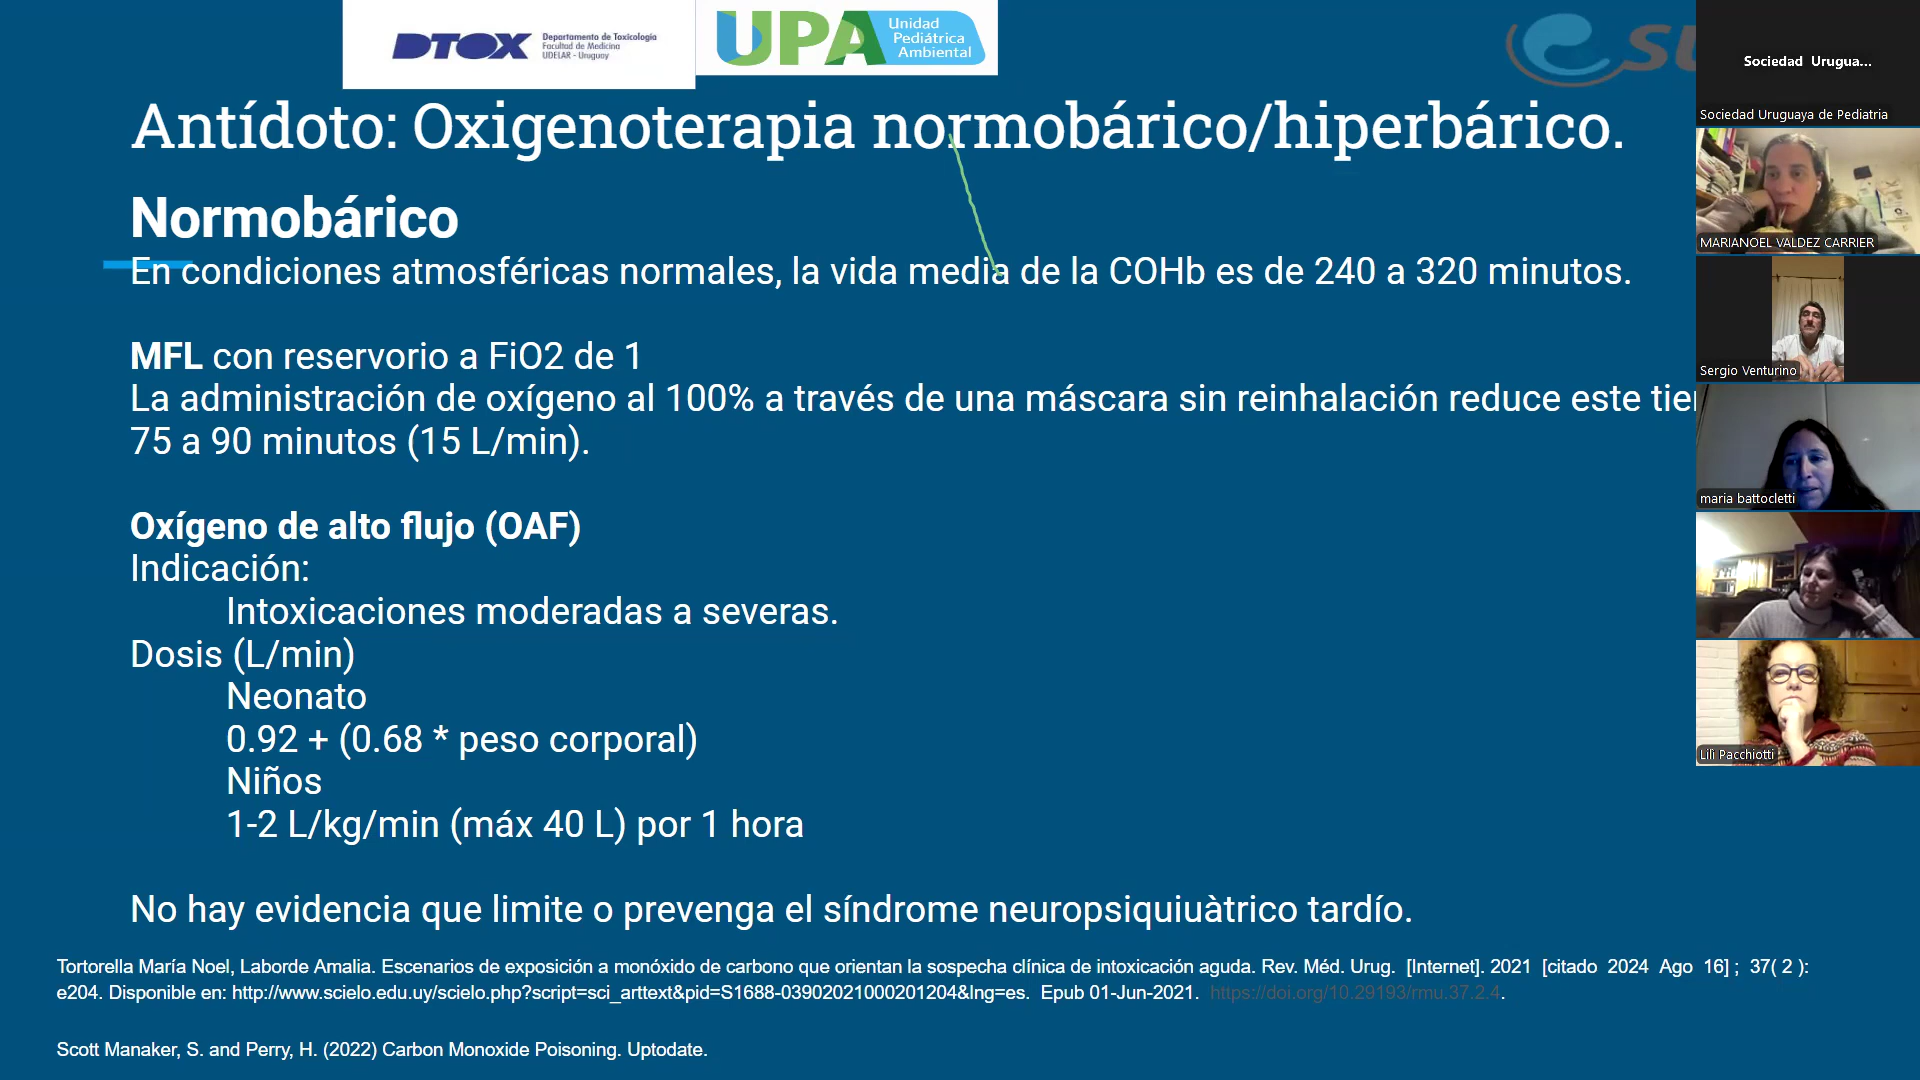 DTOX
Departamento de Toxicología
Facultad de Medicina
UDELAR - Uruguay
UPA
Unidad
Pediátrica
Ambiental
Antídoto: Oxigenoterapia normobárico/hiperbárico.
Normobárico
En condiciones atmosféricas normales, la vida media de la COHb es de 240 a 320 minutos.
MFL con reservorio a FiO2 de 1
La administración de oxígeno al 100% a través de una máscara sin reinhalación reduce este
75 a 90 minutos (15 L/min).
Oxígeno de alto flujo (OAF)
Indicación:
Intoxicaciones moderadas a severas.
Dosis (L/min)
Neonato
0.92 + (0.68 * peso corporal)
Niños
1-2 L/kg/min (máx 40 L) por 1 hora
No hay evidencia que limite o prevenga el síndrome neuropsiquiuàtrico tardío.
Tortorella María Noel, Laborde Amalia. Escenarios de exposición a monóxido de carbono que orientan la sospecha clínica de intoxicación aguda. Rev. Méd. Urug. [Internet]. 2021 [citado 2024 Ago 16] ; 37( 2 ):
e204. Disponible en: http://www.scielo.edu.uy/scielo.php?script=sci_arttext&pid=S1688-03902021000201204&lng=es. Epub 01-Jun-2021. https://doi.org/10.29193/rmu.37.2.4.
Scott Manaker, S. and Perry, H. (2022) Carbon Monoxide Poisoning. Uptodate.
Sociedad Urugua...
Sociedad Uruguaya de Pediatria
MARIANOEL VALDEZ CARRIER
Sergio Venturino
maria battocletti
Lili Pacchiotti